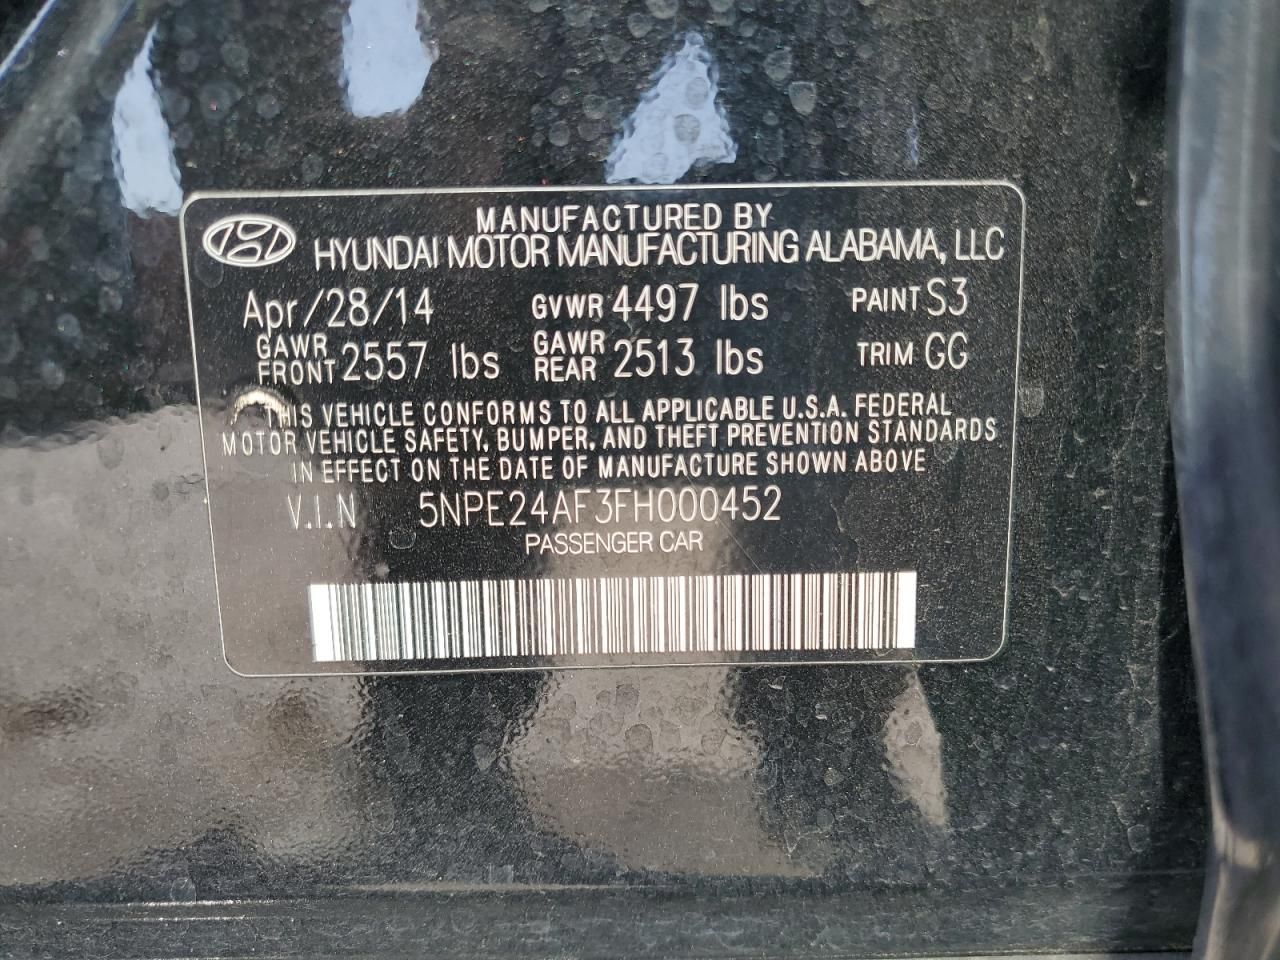 MANUFACTURED BY
HYUNDAI MOTOR MANUFACTURING ALABAMA, LLC
Apr/28/14 GVWR 4497 lbs PAINT S3
GAWR FRONT 2557 lbs GAWR REAR 2513 lbs TRIM GG
THIS VEHICLE CONFORMS TO ALL APPLICABLE U.S.A. FEDERAL
MOTOR VEHICLE SAFETY, BUMPER, AND THEFT PREVENTION STANDARDS
IN EFFECT ON THE DATE OF MANUFACTURE SHOWN ABOVE
V.I.N 5NPE24AF3FH000452
PASSENGER CAR